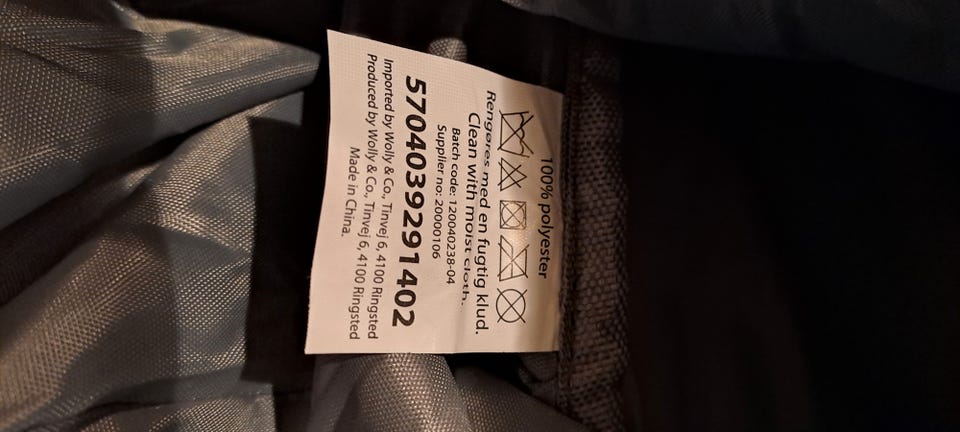 100% polyester
Rengøres med en fugtig klud.
Clean with moist cloth.
Batch code: 120040238-04
Supplier no: 20000106
5704039291402
Imported by Wolly & Co., Tinvej 6, 4100 Ringsted
Produced by Wolly & Co., Tinvej 6, 4100 Ringsted
Made in China.